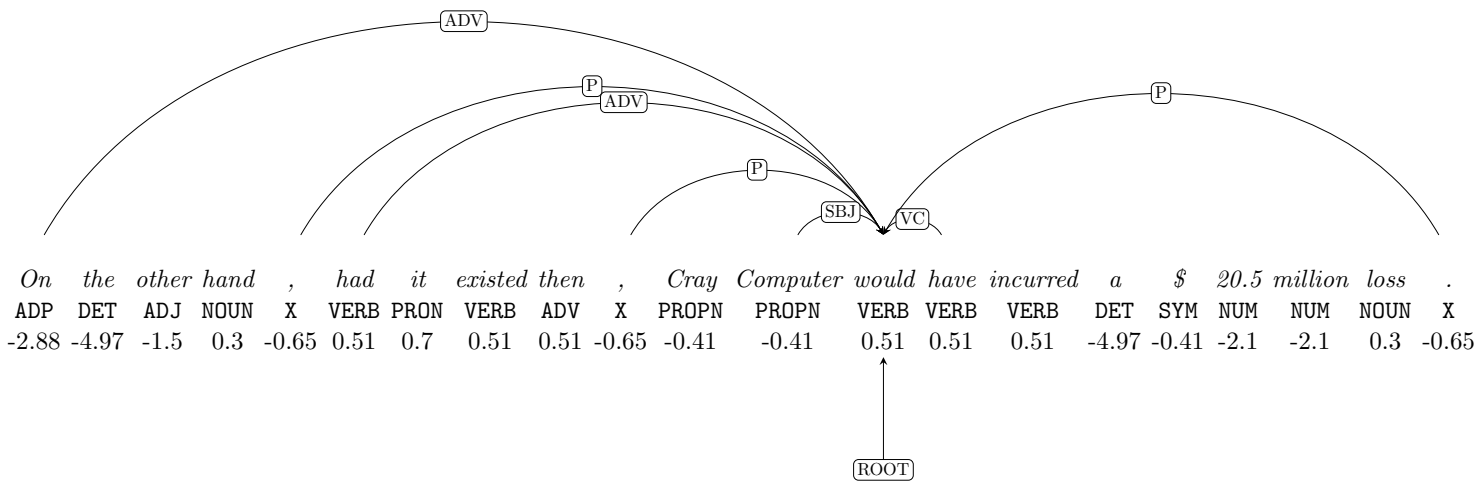 ADV
P
ADV
P
P
SBJ
VC
On the other hand , had it existed then , Cray Computer would have incurred a $ 20.5 million loss .
ADP DET ADJ NOUN X VERB PRON VERB ADV X PROPN PROPN VERB VERB VERB DET SYM NUM NUM NOUN X
-2.88 -4.97 -1.5 0.3 -0.65 0.51 0.7 0.51 0.51 -0.65 -0.41 -0.41 0.51 0.51 0.51 -4.97 -0.41 -2.1 -2.1 0.3 -0.65
ROOT